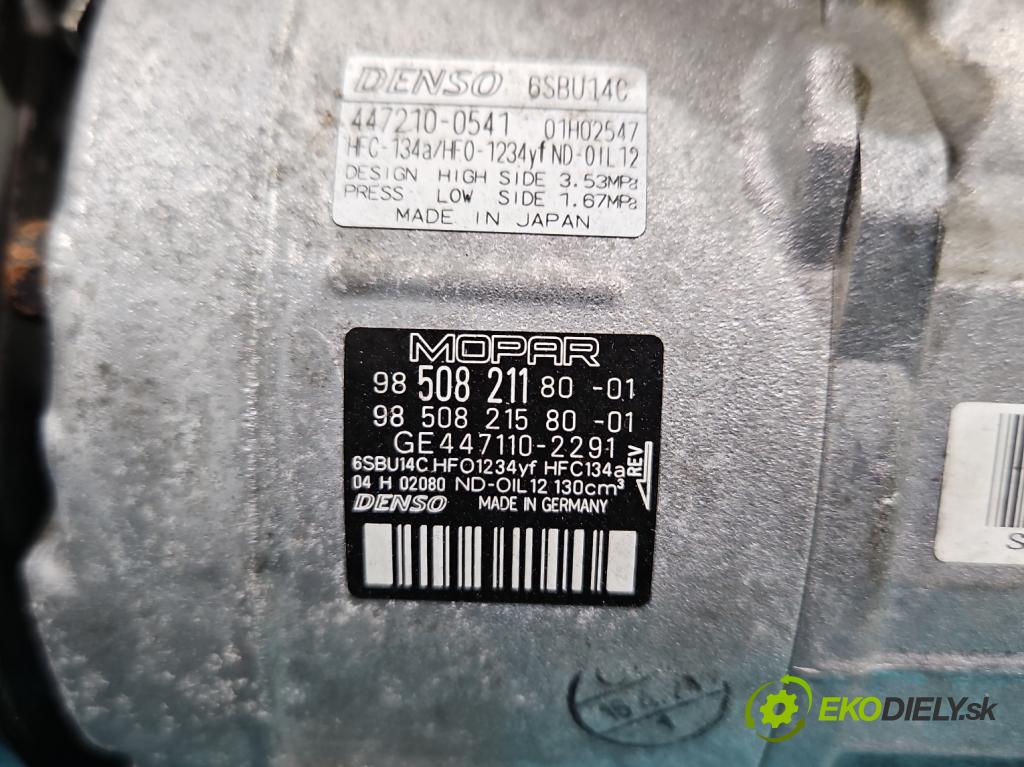 DENSO 6SBU14C
447210-0541 01H02547
HFC-134a/HFO-1234yf ND-OIL12
DESIGN HIGH SIDE 3.53MPa
PRESS LOW SIDE 1.67MPa
MADE IN JAPAN
MOPAR
98 508 211 80 -01
98 508 215 80 -01
GE447110-2291
6SBU14C HFO1234yf HFC134a
REV
04 H 02080 ND-OIL12 130cm³
DENSO MADE IN GERMANY
S
1
EKODIELY.sk